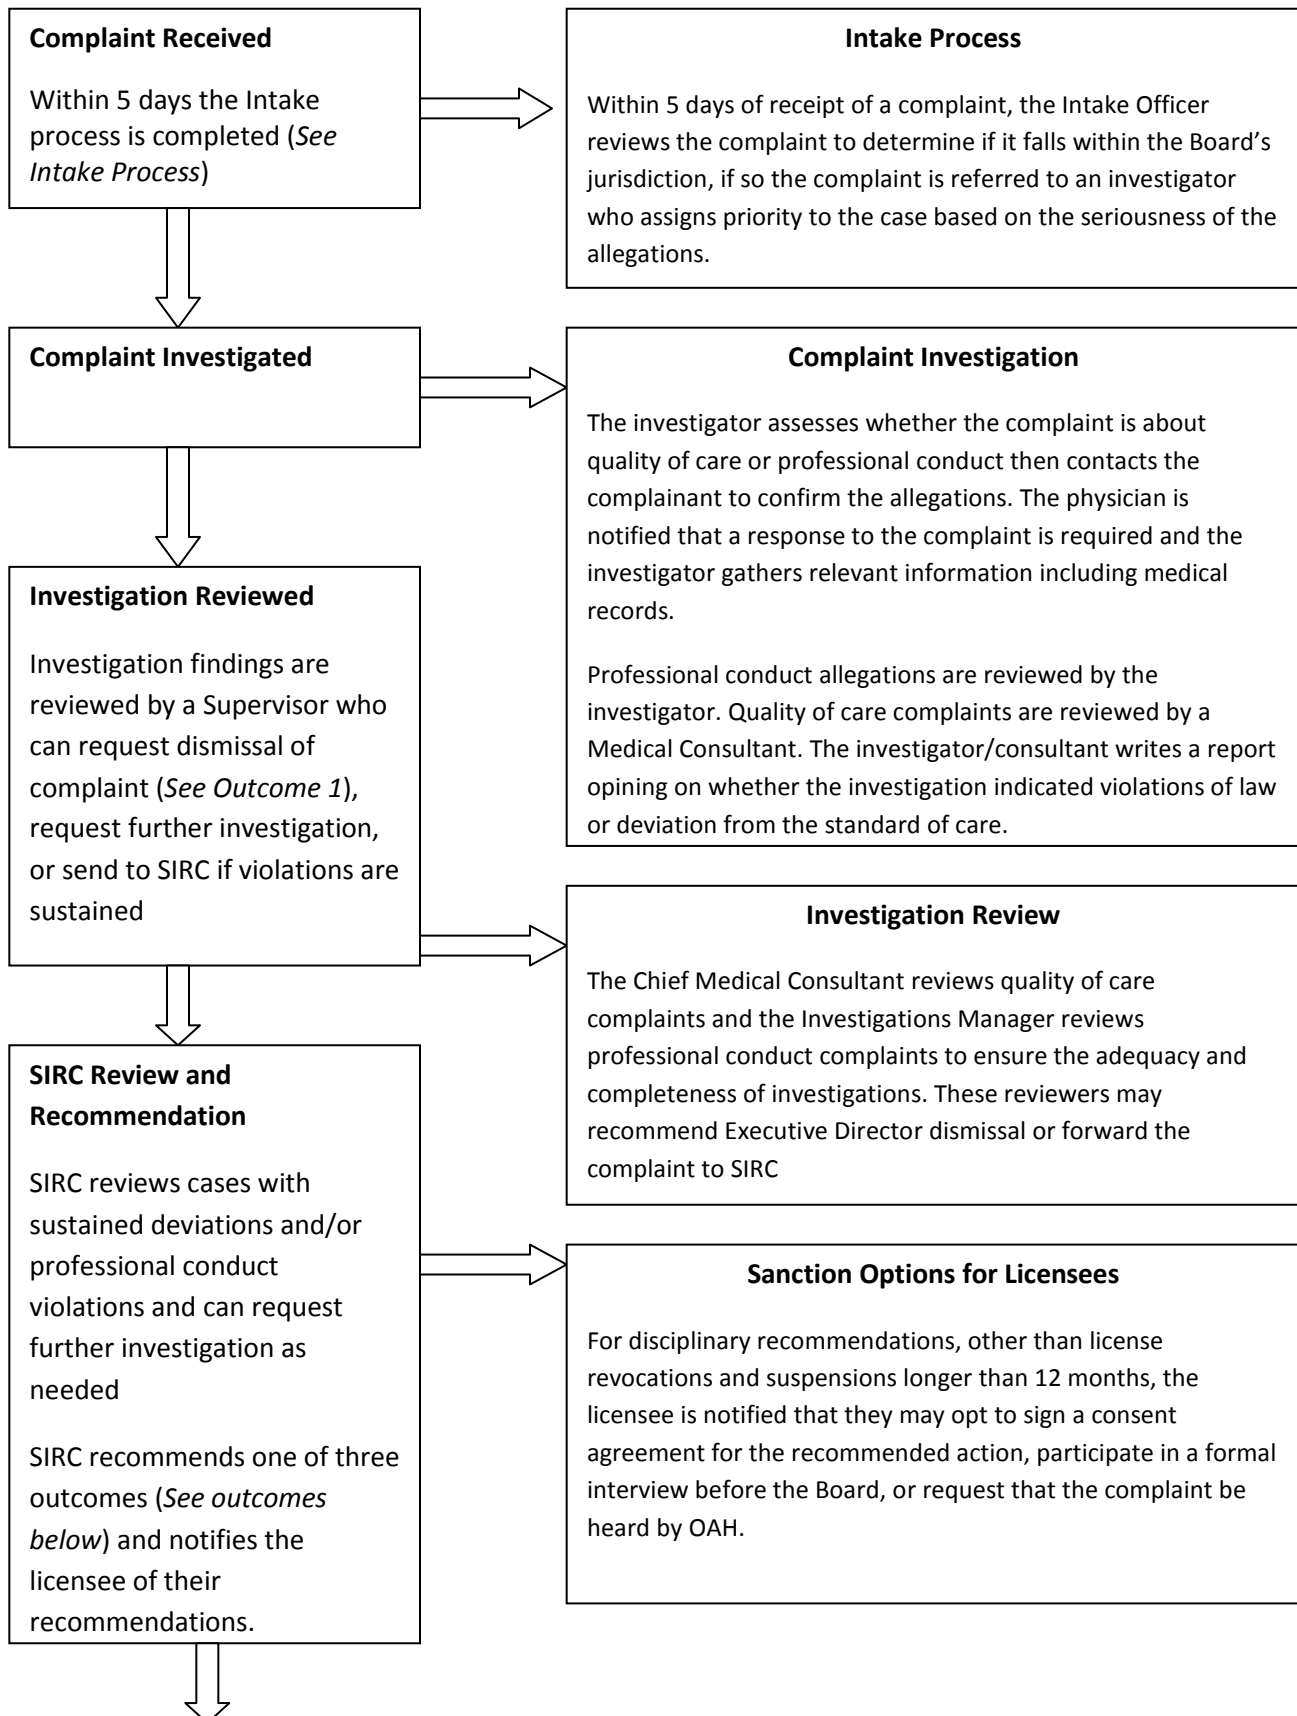 Complaint Received
Within 5 days the Intake
process is completed (See
Intake Process)
Intake Process
Within 5 days of receipt of a complaint, the Intake Officer
reviews the complaint to determine if it falls within the Board’s
jurisdiction, if so the complaint is referred to an investigator
who assigns priority to the case based on the seriousness of the
allegations.
Complaint Investigated
Complaint Investigation
The investigator assesses whether the complaint is about
quality of care or professional conduct then contacts the
complainant to confirm the allegations. The physician is
notified that a response to the complaint is required and the
investigator gathers relevant information including medical
records.
Professional conduct allegations are reviewed by the
investigator. Quality of care complaints are reviewed by a
Medical Consultant. The investigator/consultant writes a report
opining on whether the investigation indicated violations of law
or deviation from the standard of care.
Investigation Reviewed
Investigation findings are
reviewed by a Supervisor who
can request dismissal of
complaint (See Outcome 1),
request further investigation,
or send to SIRC if violations are
sustained
Investigation Review
The Chief Medical Consultant reviews quality of care
complaints and the Investigations Manager reviews
professional conduct complaints to ensure the adequacy and
completeness of investigations. These reviewers may
recommend Executive Director dismissal or forward the
complaint to SIRC
SIRC Review and
Recommendation
SIRC reviews cases with
sustained deviations and/or
professional conduct
violations and can request
further investigation as
needed
SIRC recommends one of three
outcomes (See outcomes
below) and notifies the
licensee of their
recommendations.
Sanction Options for Licensees
For disciplinary recommendations, other than license
revocations and suspensions longer than 12 months, the
licensee is notified that they may opt to sign a consent
agreement for the recommended action, participate in a formal
interview before the Board, or request that the complaint be
heard by OAH.